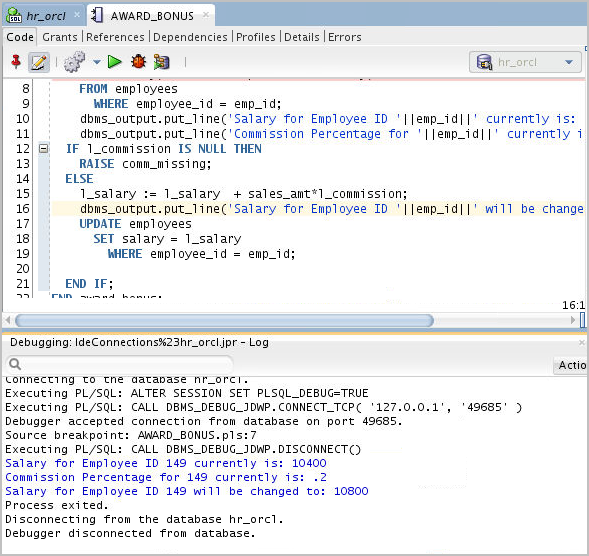 hr_orcl AWARD_BONUS
Code Grants References Dependencies Profiles Details Errors
hr_orcl
8 FROM employees
9 WHERE employee_id = emp_id;
10 dbms_output.put_line('Salary for Employee ID '||emp_id||' currently is:
11 dbms_output.put_line('Commission Percentage for '||emp_id||' currently i
12 IF l_commission IS NULL THEN
13 RAISE comm_missing;
14 ELSE
15 l_salary := l_salary + sales_amt*l_commission;
16 dbms_output.put_line('Salary for Employee ID '||emp_id||' will be change
17 UPDATE employees
18 SET salary = l_salary
19 WHERE employee_id = emp_id;
20
21 END IF;
22 END award_bonus;
16:1
Debugging: IdeConnections%23hr_orcl.jpr – Log
Actio
Connecting to the database hr_orcl.
Executing PL/SQL: ALTER SESSION SET PLSQL_DEBUG=TRUE
Executing PL/SQL: CALL DBMS_DEBUG_JDWP.CONNECT_TCP( '127.0.0.1', '49685' )
Debugger accepted connection from database on port 49685.
Source breakpoint: AWARD_BONUS.pls:7
Executing PL/SQL: CALL DBMS_DEBUG_JDWP.DISCONNECT()
Salary for Employee ID 149 currently is: 10400
Commission Percentage for 149 currently is: .2
Salary for Employee ID 149 will be changed to: 10800
Process exited.
Disconnecting from the database hr_orcl.
Debugger disconnected from database.